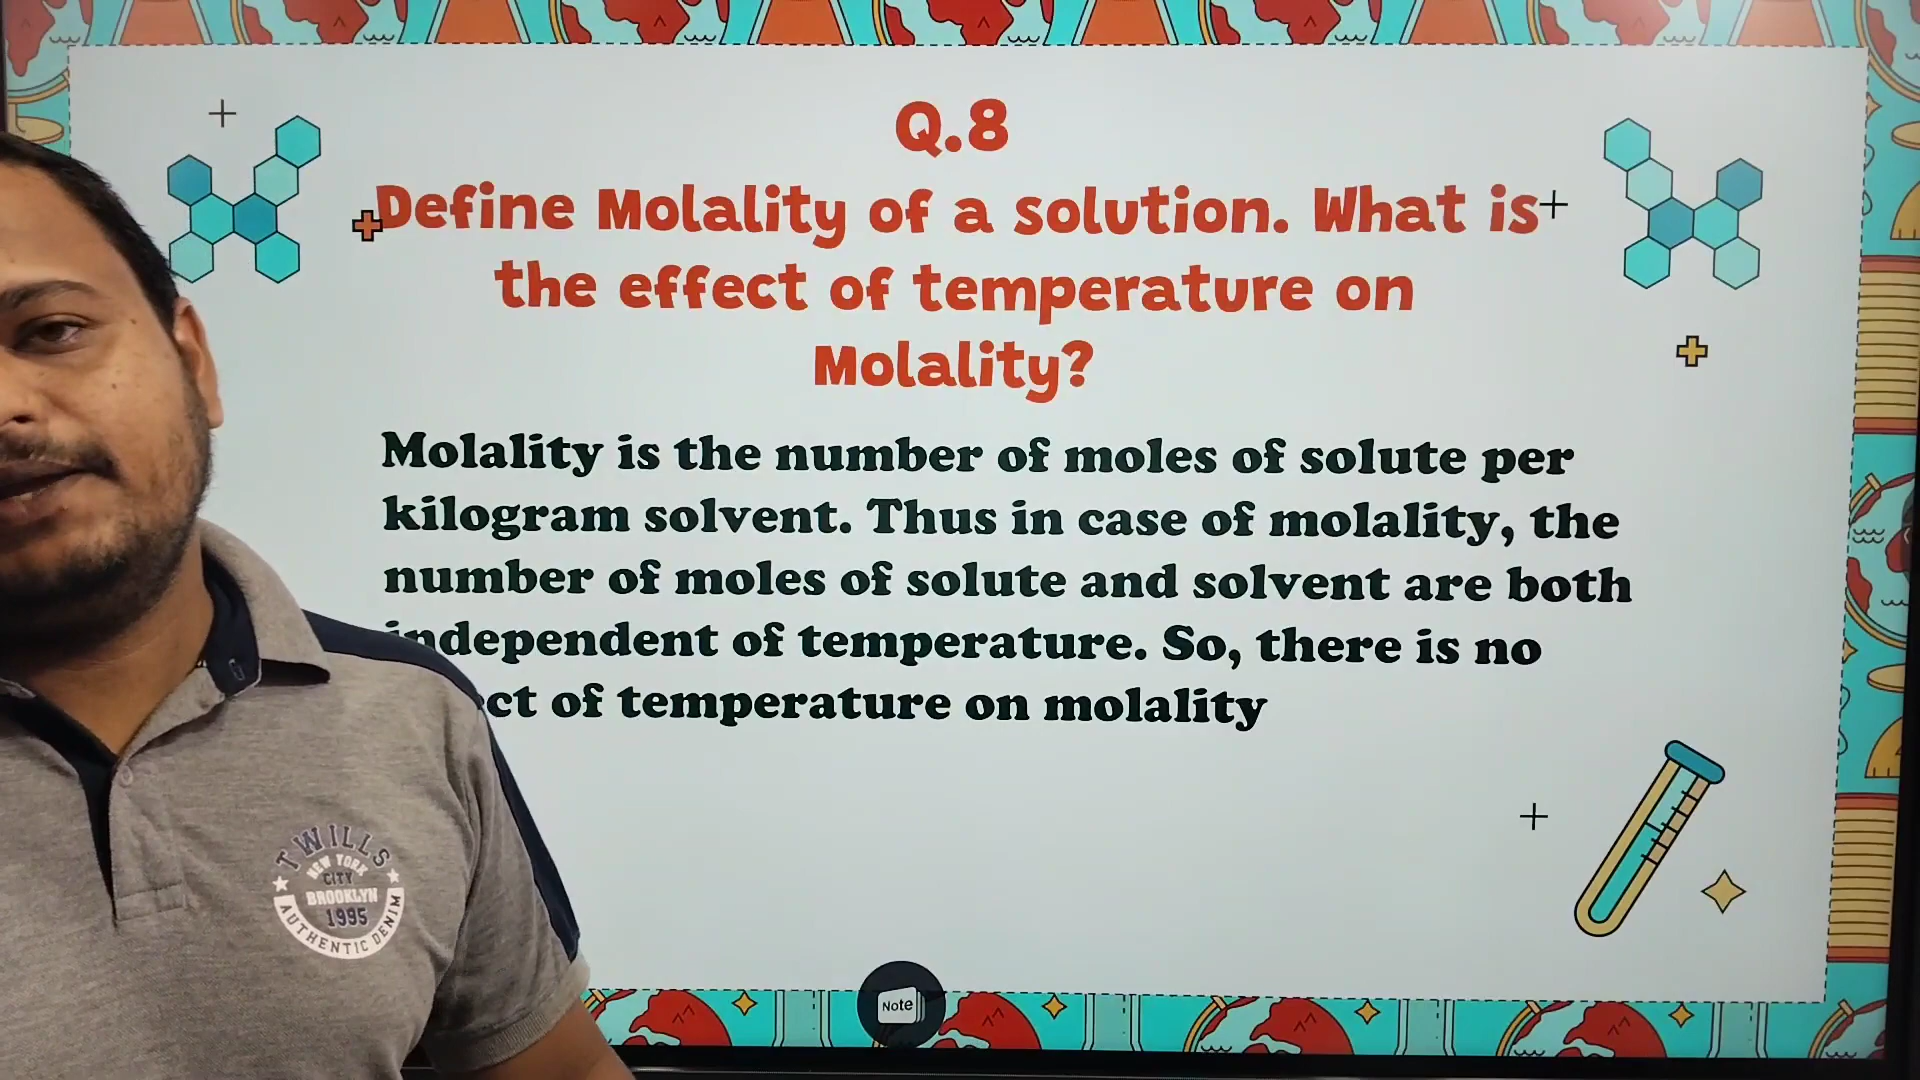 Q.8
Define Molality of a solution. What is
the effect of temperature on
Molality?
Molality is the number of moles of solute per
kilogram solvent. Thus in case of molality, the
number of moles of solute and solvent are both
independent of temperature. So, there is no
of temperature on molality
TWILLS
NEW YORK
CITY
BROOKLYN
1995
AUTHENTIC DENIM
Note